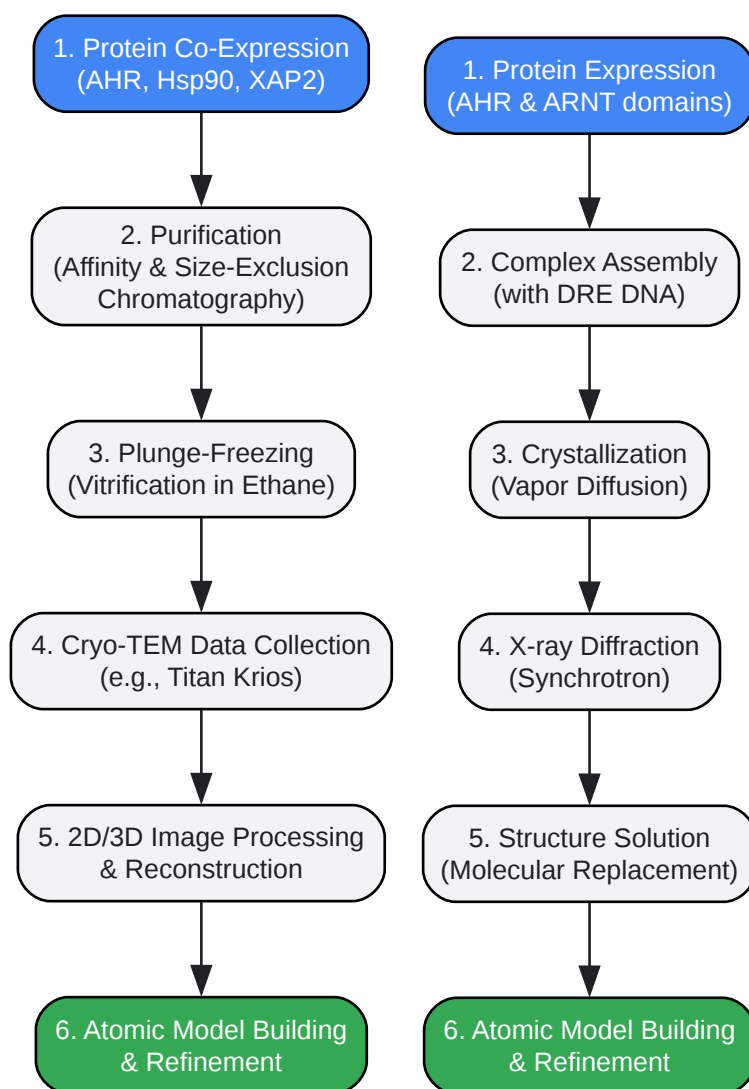 1. Protein Co-Expression
(AHR, Hsp90, XAP2)
2. Purification
(Affinity & Size-Exclusion
Chromatography)
3. Plunge-Freezing
(Vitrification in Ethane)
4. Cryo-TEM Data Collection
(e.g., Titan Krios)
5. 2D/3D Image Processing
& Reconstruction
6. Atomic Model Building
& Refinement
1. Protein Expression
(AHR & ARNT domains)
2. Complex Assembly
(with DRE DNA)
3. Crystallization
(Vapor Diffusion)
4. X-ray Diffraction
(Synchrotron)
5. Structure Solution
(Molecular Replacement)
6. Atomic Model Building
& Refinement